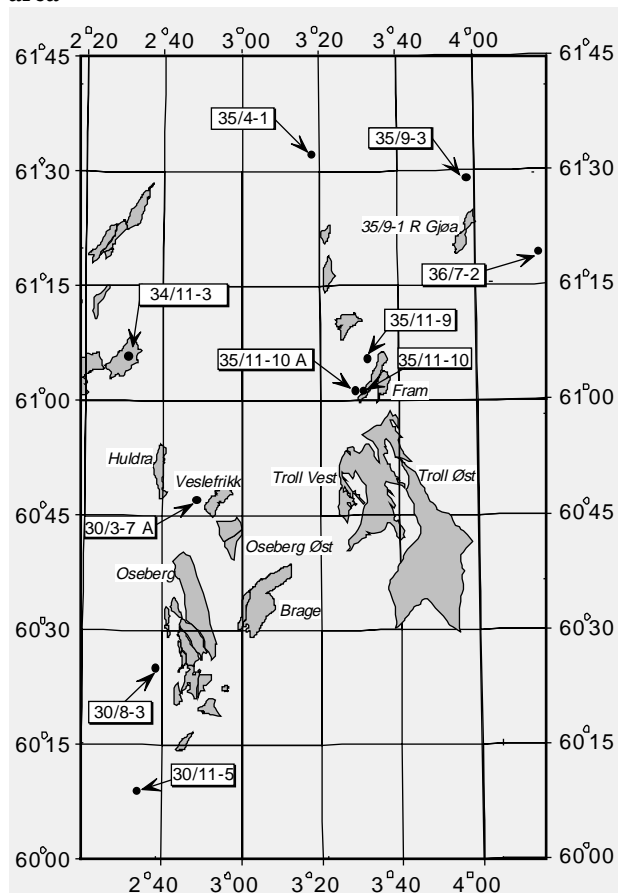 area
2°20 2°40 3°00 3°20 3°40 4°00
61°45 61°45
35/4-1
35/9-3
61°30 61°30
35/9-1 R Gjøa
36/7-2
61°15 61°15
34/11-3
35/11-9
35/11-10 A 35/11-10
Fram
61°00 61°00
Huldra
Veslefrikk Troll Vest Troll Øst
60°45 60°45
30/3-7 A
Oseberg Øst
Oseberg
Brage
60°30 60°30
30/8-3
60°15 60°15
30/11-5
60°00 60°00
2°40 3°00 3°20 3°40 4°00